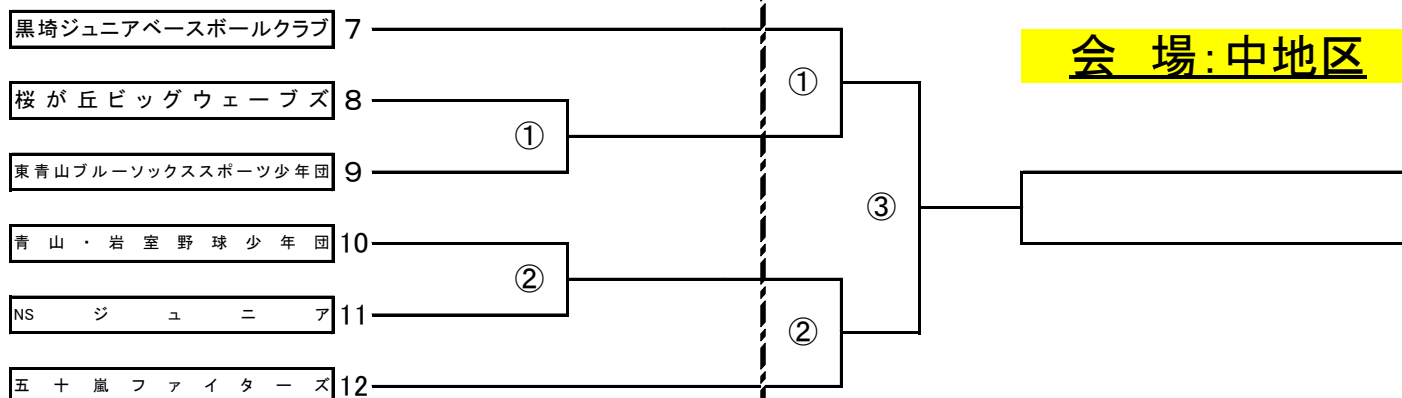 黒埼ジュニアベースボールクラブ 7
会 場:中地区
①
桜が丘ビッグウェーブズ 8
①
東青山ブルーソックススポーツ少年団 9
③
青山・岩室野球少年団 10
②
NSジュニア 11
②
五十嵐ファイターズ 12